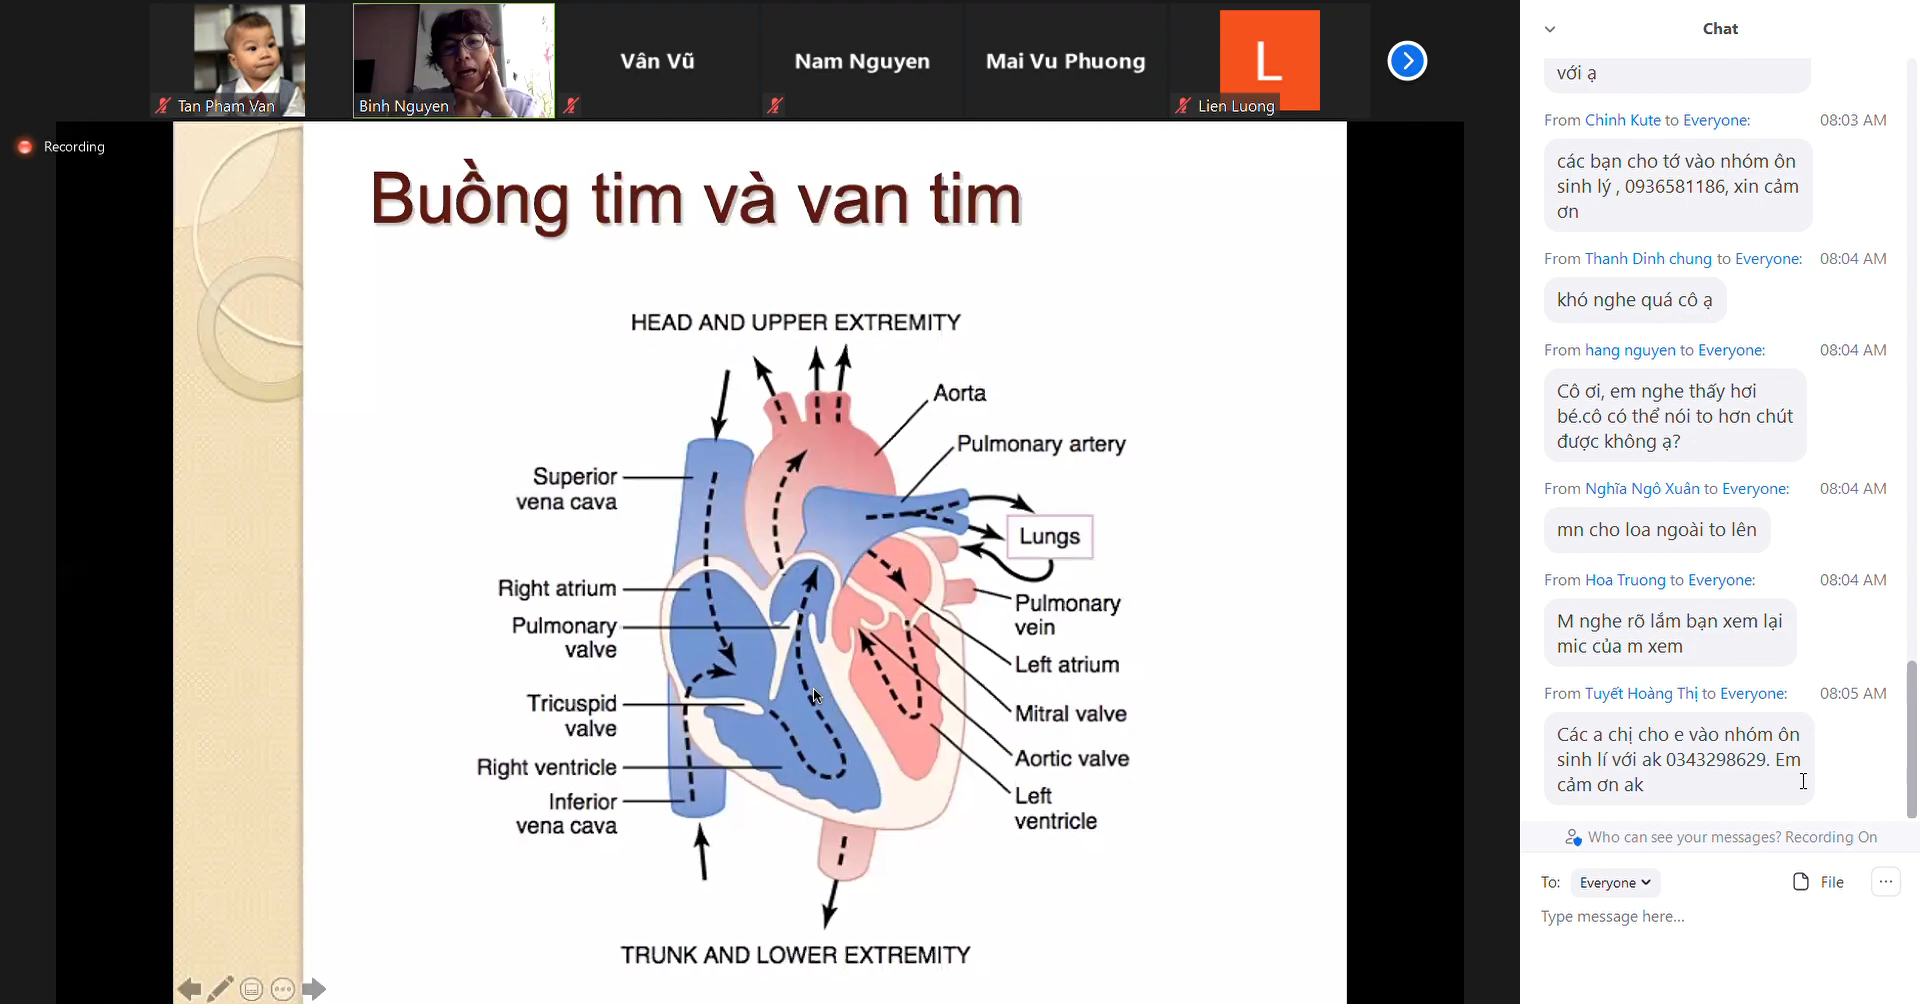 Tan Pham Van
Binh Nguyen
Vân Vũ
Nam Nguyen
Mai Vu Phuong
L
Lien Luong
Recording
Buồng tim và van tim
HEAD AND UPPER EXTREMITY
Aorta
Pulmonary artery
Superior
vena cava
Lungs
Right atrium
Pulmonary
vein
Pulmonary
valve
Left atrium
Tricuspid
valve
Mitral valve
Aortic valve
Right ventricle
Left
ventricle
Inferior
vena cava
TRUNK AND LOWER EXTREMITY
Chat
với ạ
From Chinh Kute to Everyone: 08:03 AM
các bạn cho tớ vào nhóm ôn
sinh lý , 0936581186, xin cảm
ơn
From Thanh Dinh chung to Everyone: 08:04 AM
khó nghe quá cô ạ
From hang nguyen to Everyone: 08:04 AM
Cô ơi, em nghe thấy hơi
bé.cô có thể nói to hơn chút
được không ạ?
From Nghĩa Ngô Xuân to Everyone: 08:04 AM
mn cho loa ngoài to lên
From Hoa Truong to Everyone: 08:04 AM
M nghe rõ lắm bạn xem lại
mic của m xem
From Tuyết Hoàng Thị to Everyone: 08:05 AM
Các a chị cho e vào nhóm ôn
sinh lí với ak 0343298629. Em
cảm ơn ak
Who can see your messages? Recording On
To: Everyone File
Type message here...